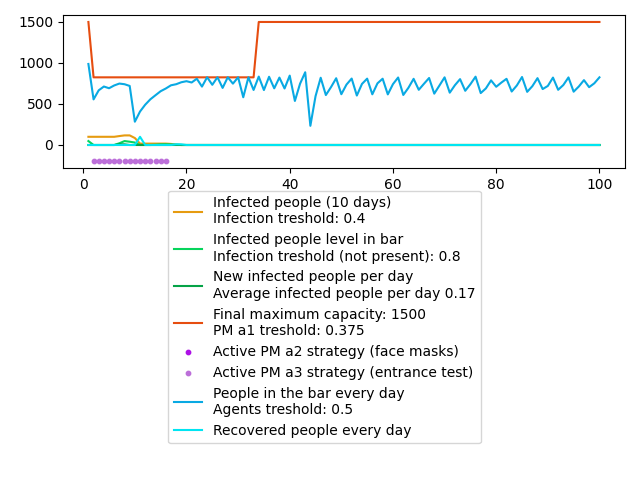 1500
1000
500
0
0 20 40 60 80 100
Infected people (10 days)
Infection treshold: 0.4
Infected people level in bar
Infection treshold (not present): 0.8
New infected people per day
Average infected people per day 0.17
Final maximum capacity: 1500
PM a1 treshold: 0.375
Active PM a2 strategy (face masks)
Active PM a3 strategy (entrance test)
People in the bar every day
Agents treshold: 0.5
Recovered people every day